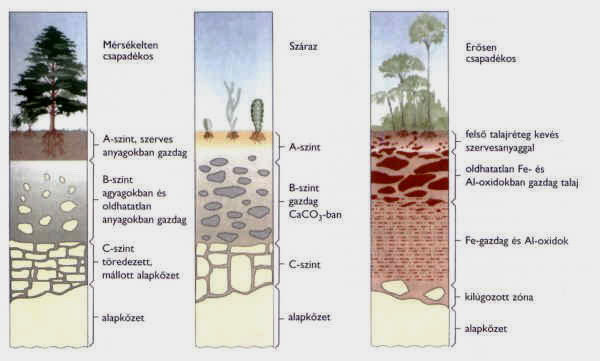 Mérsékelten
csapadékos
A-szint, szerves
anyagokban gazdag
B-szint
agyagokban és
oldhatatlan
anyagokban gazdag
C-szint
töredezett,
mállott alapkőzet
alapkőzet
Száraz
A-szint
B-szint
gazdag
CaCO₃-ban
C-szint
alapkőzet
Erősen
csapadékos
felső talajréteg kevés
szervesanyaggal
oldhatatlan Fe- és
Al-oxidokban gazdag talaj
Fe-gazdag és Al-oxidok
kilúgozott zóna
alapkőzet